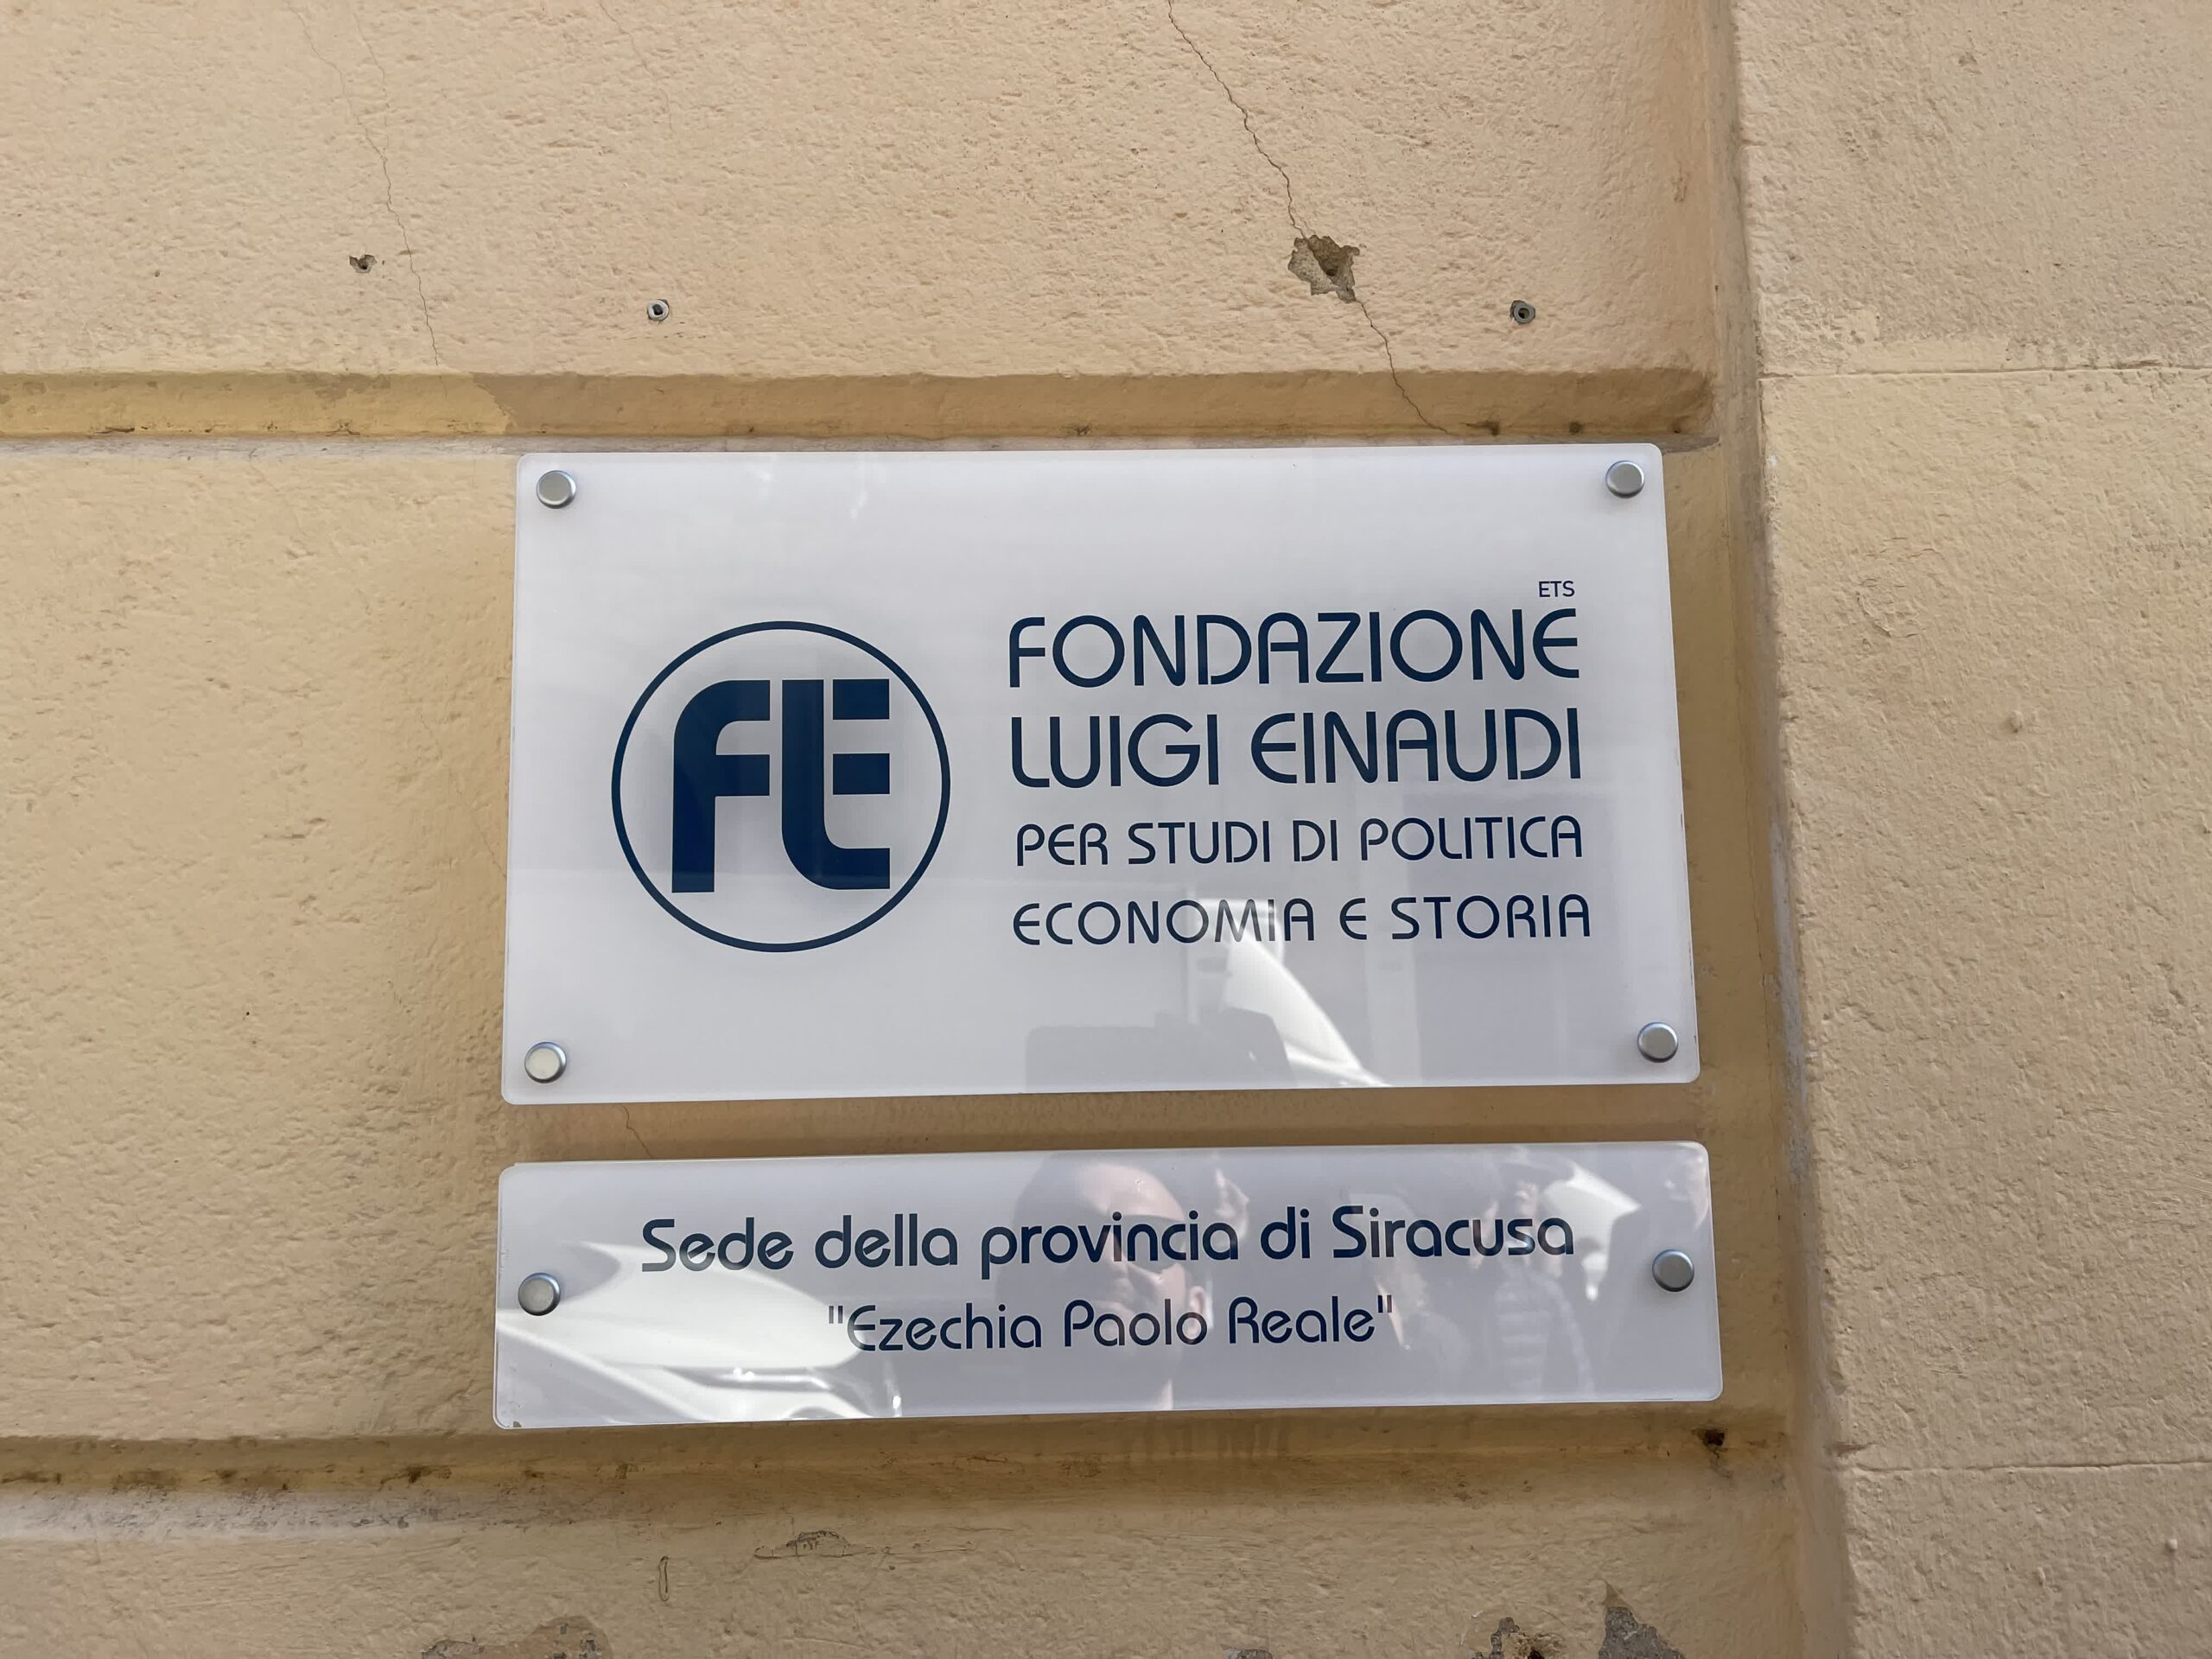 ETS
FONDAZIONE
LUIGI EINAUDI
PER STUDI DI POLITICA
ECONOMIA E STORIA
FLE
Sede della provincia di Siracusa
"Ezechia Paolo Reale"